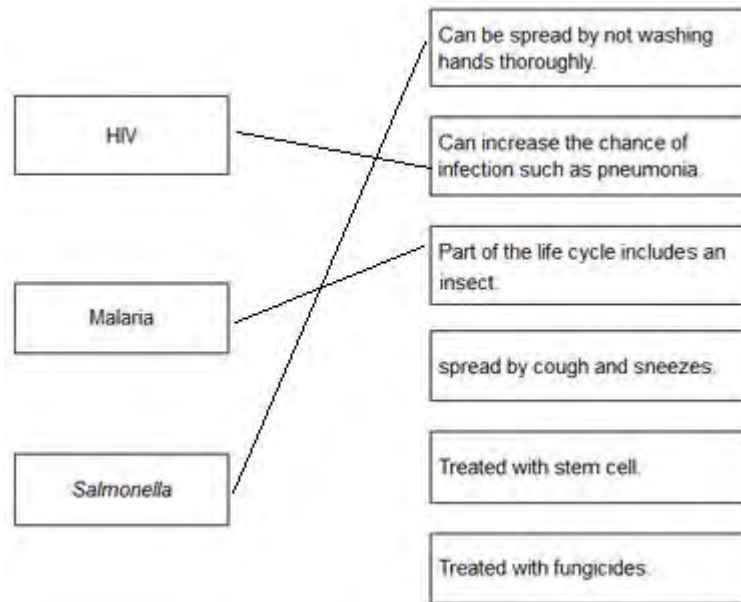 HIV
Malaria
Salmonella
Can be spread by not washing
hands thoroughly.
Can increase the chance of
infection such as pneumonia.
Part of the life cycle includes an
insect.
spread by cough and sneezes.
Treated with stem cell.
Treated with fungicides.